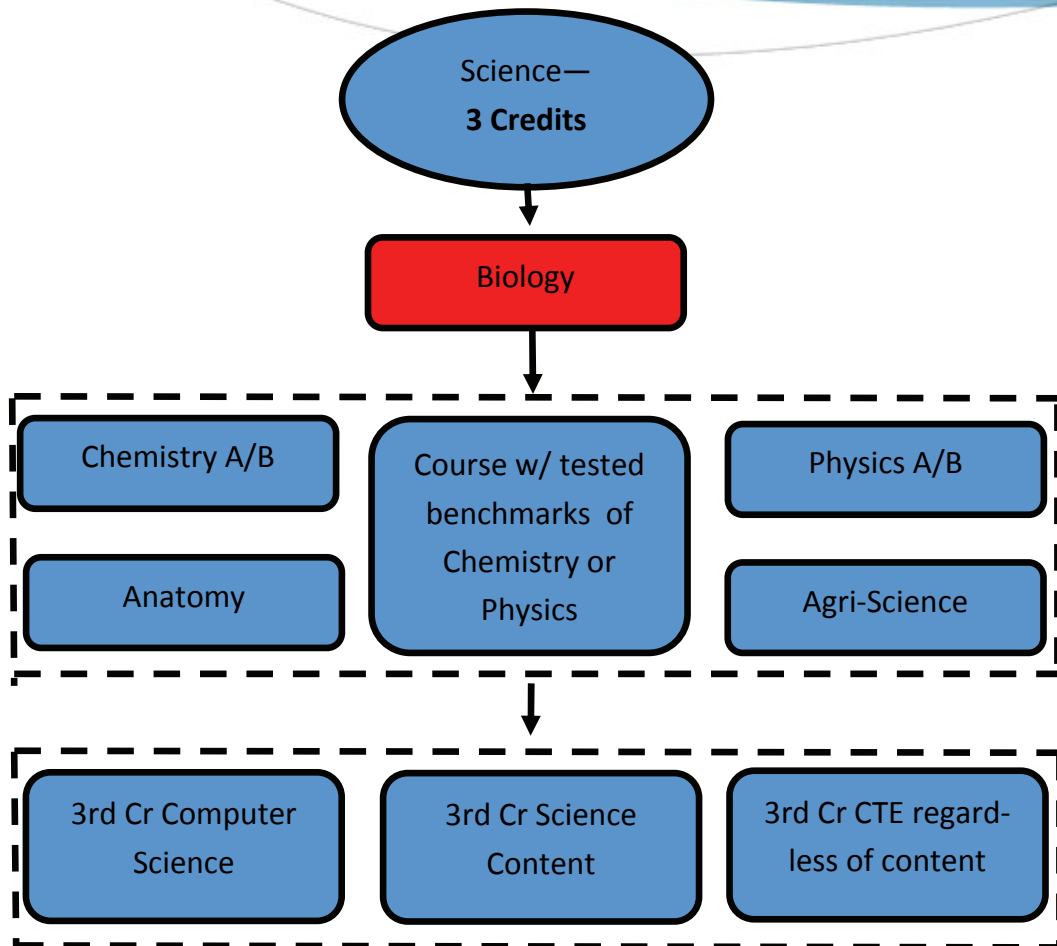 Science—
3 Credits
Biology
Chemistry A/B
Course w/ tested
benchmarks of
Chemistry or
Physics
Physics A/B
Anatomy
Agri-Science
3rd Cr Computer
Science
3rd Cr Science
Content
3rd Cr CTE regard-
less of content